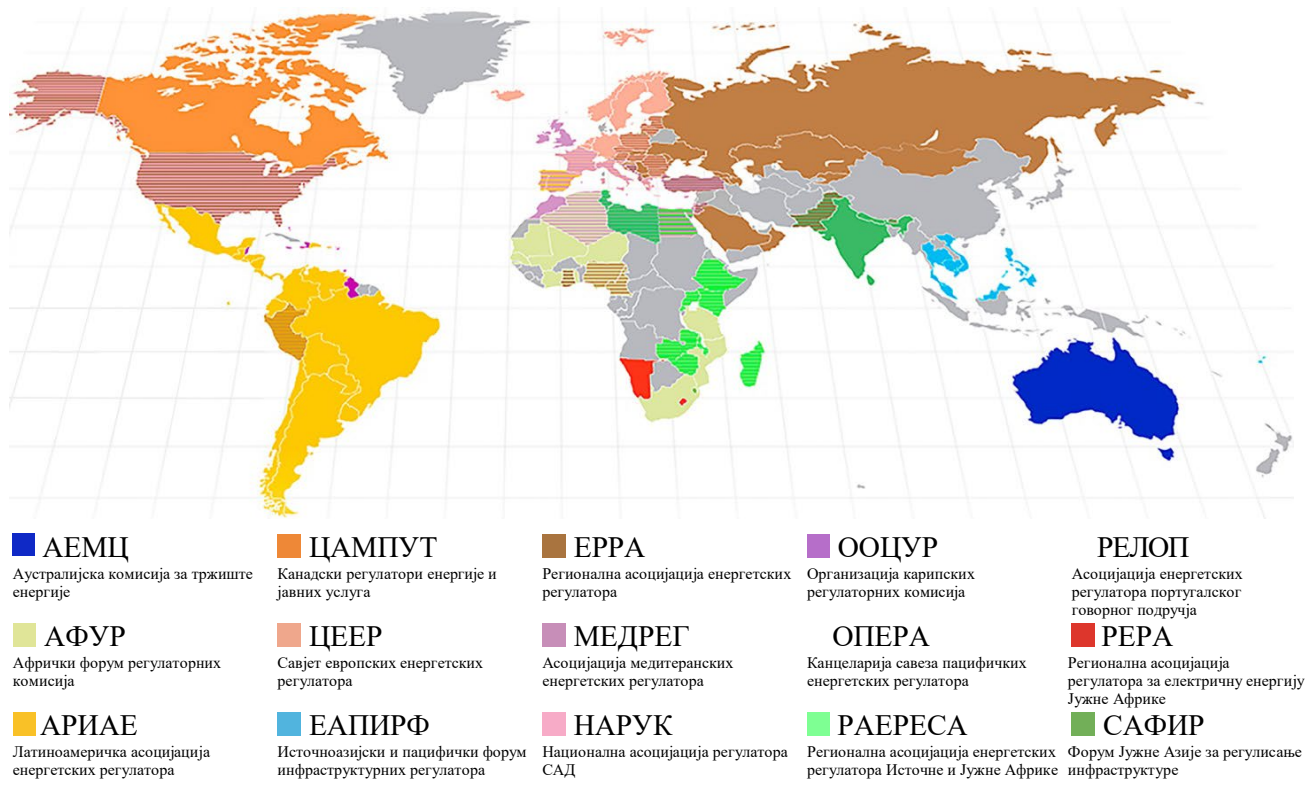 АЕМЦ
Аустралијска комисија за тржиште
енергије
ЦАМПУТ
Канадски регулатори енергије и
јавних услуга
ЕРРА
Регионална асоцијација енергетских
регулатора
ООЦУР
Организација карипских
регулаторних комисија
РЕЛОП
Асоцијација енергетских
регулатора португалског
говорног подручја
АФУР
Афрички форум регулаторних
комисија
ЦЕЕР
Савјет европских енергетских
регулатора
МЕДРЕГ
Асоцијација медитеранских
енергетских регулатора
ОПЕРА
Канцеларија савеза пацифичких
енергетских регулатора
РЕРА
Регионална асоцијација
регулатора за електричну енергију
Јужне Африке
АРИАЕ
Латиноамеричка асоцијација
енергетских регулатора
ЕАПИРФ
Источноазијски и пацифички форум
инфраструктурних регулатора
НАРУК
Национална асоцијација регулатора
САД
РАЕРЕСА
Регионална асоцијација енергетских
регулатора Источне и Јужне Африке
САФИР
Форум Јужне Азије за регулисање
инфраструктуре